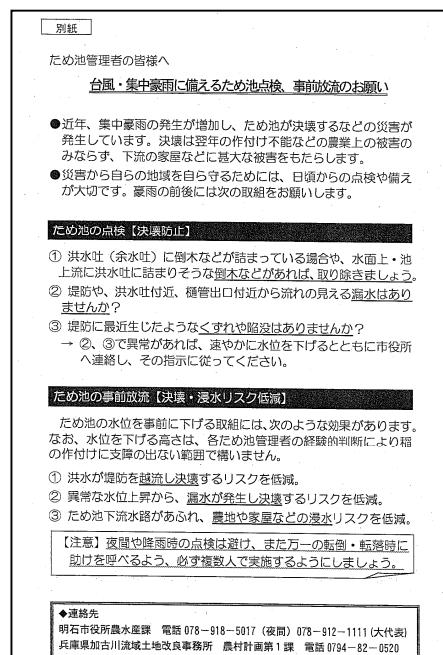 別紙
ため池管理者の皆様へ
台風・集中豪雨に備えるため池点検、事前放流のお願い
●近年、集中豪雨の発生が増加し、ため池が決壊するなどの災害が
発生しています。決壊は翌年の作付け不能などの農業上の被害の
みならず、下流の家屋などに甚大な被害をもたらします。
●災害から自らの地域を自ら守るためには、日頃からの点検や備え
が大切です。豪雨の前後には次の取組をお願いします。
ため池の点検【決壊防止】
① 洪水吐（余水吐）に倒木などが詰まっている場合や、水面上・池
上流に洪水吐に詰まりそうな倒木などがあれば、取り除きましょう。
② 堤防や、洪水吐付近、樋管出口付近から流れの見える漏水はあり
ませんか？
③ 堤防に最近生じたようなくずれや陥没はありませんか？
→ ②、③で異常があれば、速やかに水位を下げるとともに市役所
へ連絡し、その指示に従ってください。
ため池の事前放流【決壊・浸水リスク低減】
ため池の水位を事前に下げる取組には、次のような効果があります。
なお、水位を下げる高さは、各ため池管理者の経験的判断により稲
の作付けに支障の出ない範囲で構いません。
① 洪水が堤防を越流し決壊するリスクを低減。
② 異常な水位上昇から、漏水が発生し決壊するリスクを低減。
③ ため池下流水路があふれ、農地や家屋などの浸水リスクを低減。
【注意】夜間や降雨時の点検は避け、また万一の転倒・転落時に
助けを呼べるよう、必ず複数人で実施するようにしましょう。
◆連絡先
明石市役所農水産課 電話 078－918－5017（夜間）078－912－1111（大代表）
兵庫県加古川流域土地改良事務所 農村計画第１課 電話 0794－82－0520